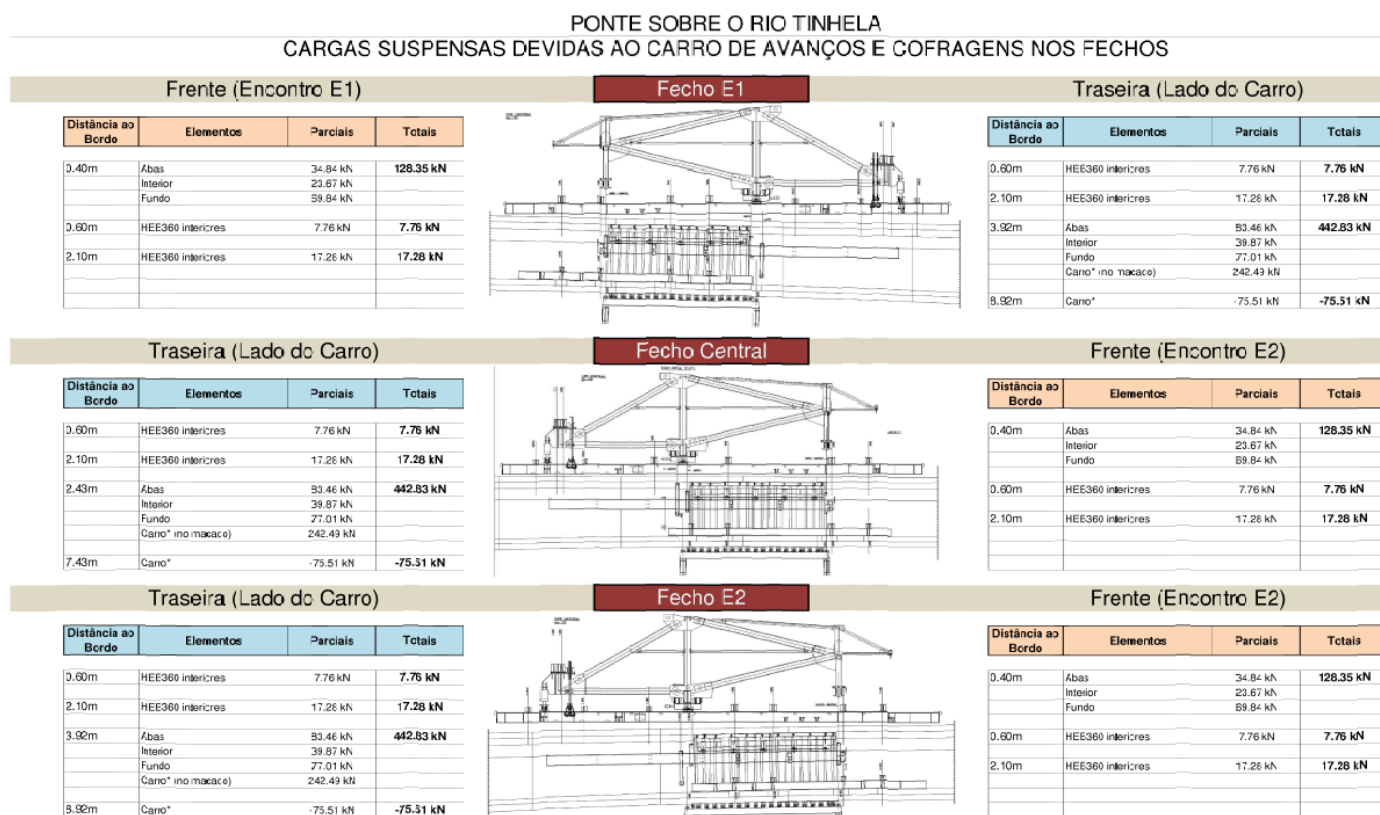 PONTE SOBRE O RIO TINHELA
CARGAS SUSPENSAS DEVIDAS AO CARRO DE AVANÇOS E COFRAGENS NOS FECHOS
Frente (Encontro E1) Fecho E1 Traseira (Lado do Carro)
Distância ao Bordo Elementos Parciais Totais
0.40m Abas 34.84 kN 128.35 kN
Interior 23.67 kN
Fundo 69.84 kN
0.60m HEB360 interiores 7.76 kN 7.76 kN
2.10m HEB360 interiores 17.28 kN 17.28 kN
Distância ao Bordo Elementos Parciais Totais
0.60m HEB360 interiores 7.76 kN 7.76 kN
2.10m HEB360 interiores 17.28 kN 17.28 kN
3.92m Abas 83.46 kN 442.83 kN
Interior 39.87 kN
Fundo 77.01 kN
Carro* (no macaco) 242.49 kN
8.92m Carro* -75.51 kN -75.51 kN
Traseira (Lado do Carro) Fecho Central Frente (Encontro E2)
Distância ao Bordo Elementos Parciais Totais
0.60m HEB360 interiores 7.76 kN 7.76 kN
2.10m HEB360 interiores 17.28 kN 17.28 kN
2.43m Abas 83.46 kN 442.83 kN
Interior 39.87 kN
Fundo 77.01 kN
Carro* (no macaco) 242.49 kN
7.43m Carro* -75.51 kN -75.51 kN
Distância ao Bordo Elementos Parciais Totais
0.40m Abas 34.84 kN 128.35 kN
Interior 23.67 kN
Fundo 69.84 kN
0.60m HEB360 interiores 7.76 kN 7.76 kN
2.10m HEB360 interiores 17.28 kN 17.28 kN
Traseira (Lado do Carro) Fecho E2 Frente (Encontro E2)
Distância ao Bordo Elementos Parciais Totais
0.60m HEB360 interiores 7.76 kN 7.76 kN
2.10m HEB360 interiores 17.28 kN 17.28 kN
3.92m Abas 83.46 kN 442.83 kN
Interior 39.87 kN
Fundo 77.01 kN
Carro* (no macaco) 242.49 kN
8.92m Carro* -75.51 kN -75.51 kN
Distância ao Bordo Elementos Parciais Totais
0.40m Abas 34.84 kN 128.35 kN
Interior 23.67 kN
Fundo 69.84 kN
0.60m HEB360 interiores 7.76 kN 7.76 kN
2.10m HEB360 interiores 17.28 kN 17.28 kN